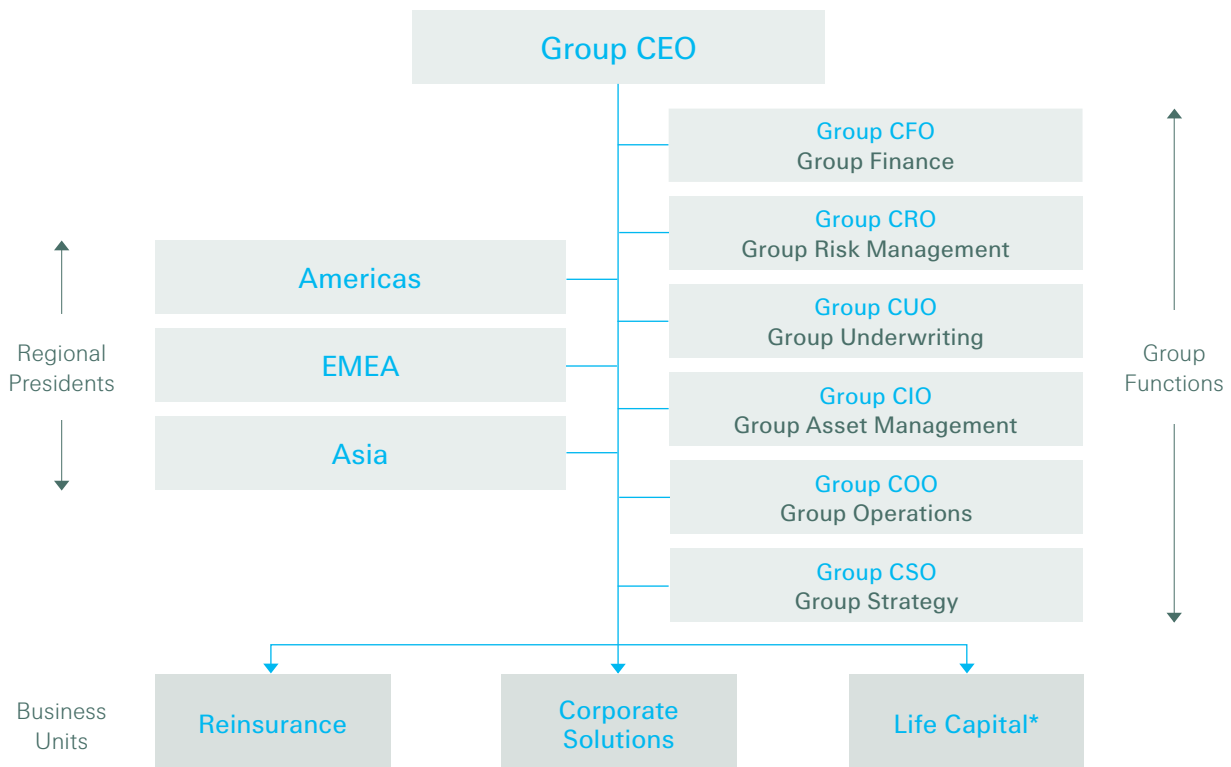 Group CEO
Group CFO
Group Finance
Group CRO
Group Risk Management
Group CUO
Group Underwriting
Group CIO
Group Asset Management
Group COO
Group Operations
Group CSO
Group Strategy
Group
Functions
Regional
Presidents
Americas
EMEA
Asia
Business
Units
Reinsurance
Corporate
Solutions
Life Capital*